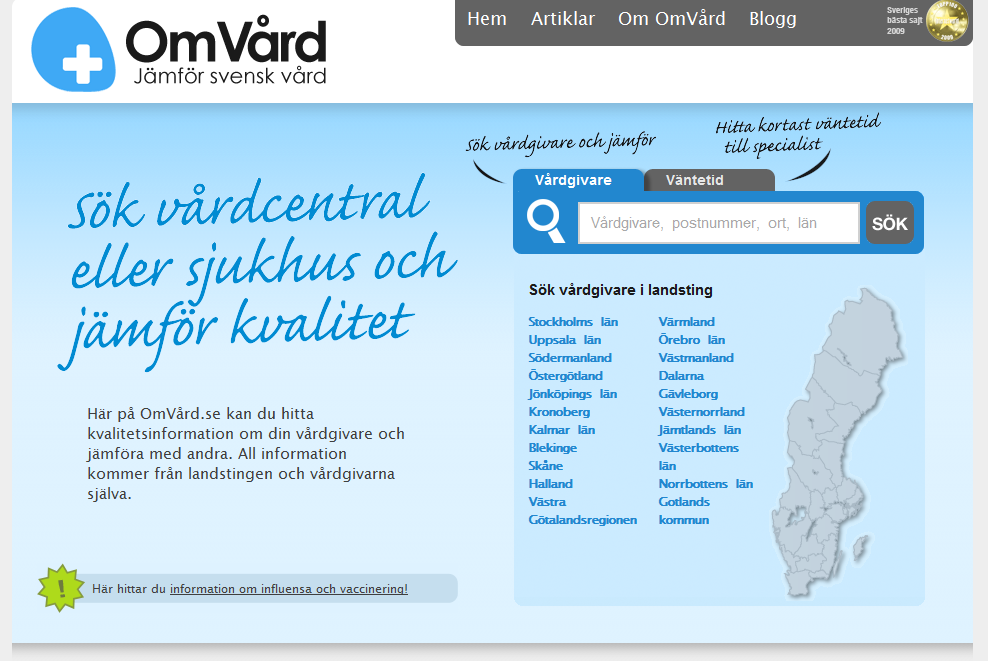 OmVård
Jämför svensk vård
Hem Artiklar Om OmVård Blogg
Sveriges
bästa sajt
2009
Sök vårdgivare och jämför
Hitta kortast väntetid
till specialist
Sök vårdcentral
eller sjukhus och
jämför kvalitet
Vårdgivare Väntetid
Vårdgivare, postnummer, ort, län
SÖK
Här på OmVård.se kan du hitta
kvalitetsinformation om din vårdgivare och
jämföra med andra. All information
kommer från landstingen och vårdgivarna
själva.
Sök vårdgivare i landsting
Stockholms län
Uppsala län
Södermanland
Östergötland
Jönköpings län
Kronoberg
Kalmar län
Blekinge
Skåne
Halland
Västra
Götalandsregionen
Värmland
Örebro län
Västmanland
Dalarna
Gävleborg
Västernorrland
Jämtlands län
Västerbottens
län
Norrbottens län
Gotlands
kommun
!
Här hittar du information om influensa och vaccinering!